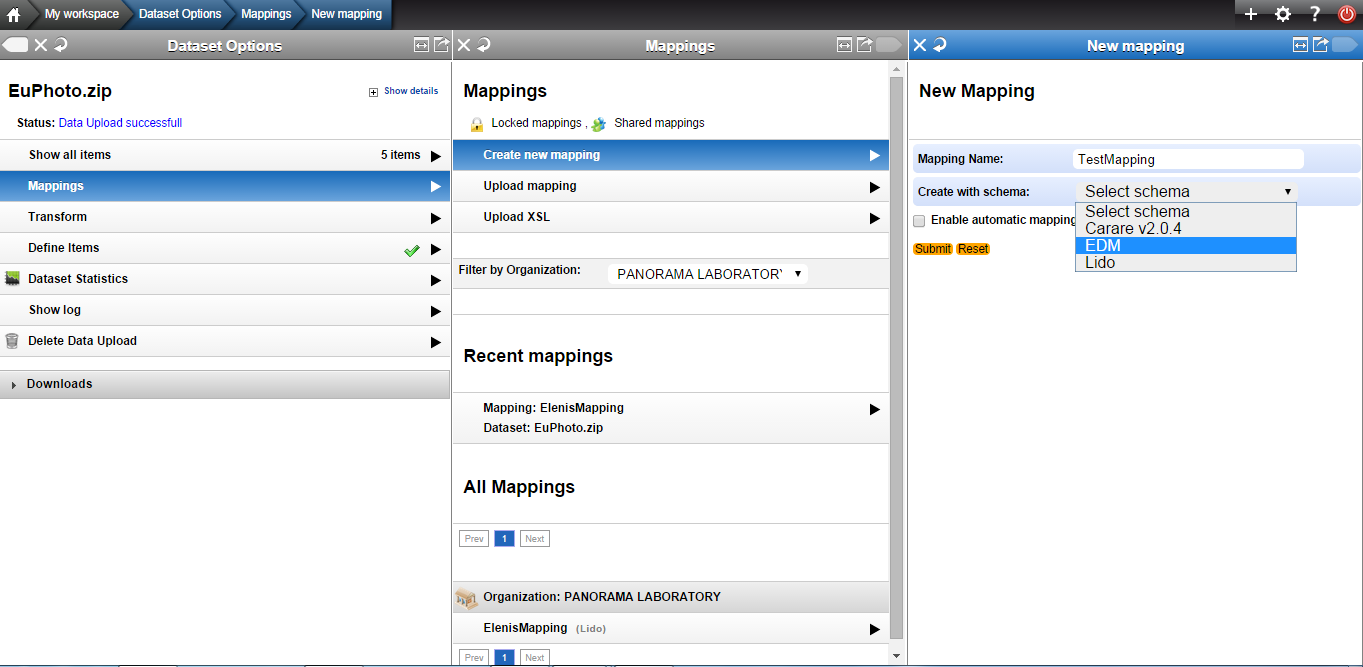 My workspace Dataset Options Mappings New mapping + ?
Dataset Options
EuPhoto.zip
Show details
Status: Data Upload successfull
Show all items 5 items
Mappings
Transform
Define Items
Dataset Statistics
Show log
Delete Data Upload
Downloads
Mappings
Mappings
Locked mappings , Shared mappings
Create new mapping
Upload mapping
Upload XSL
Filter by Organization: PANORAMA LABORATORY
Recent mappings
Mapping: ElenisMapping
Dataset: EuPhoto.zip
All Mappings
Prev 1 Next
Organization: PANORAMA LABORATORY
ElenisMapping (Lido)
Prev 1 Next
New mapping
New Mapping
Mapping Name: TestMapping
Create with schema: Select schema
Select schema
Carare v2.0.4
EDM
Lido
Enable automatic mapping
Submit Reset